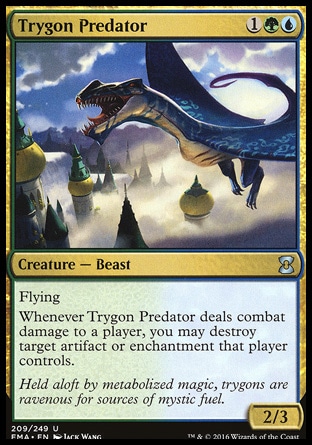 Trygon Predator 1
Creature — Beast
Flying
Whenever Trygon Predator deals combat
damage to a player, you may destroy
target artifact or enchantment that player
controls.
Held aloft by metabolized magic, trygons are
ravenous for sources of mystic fuel.
2/3
209/249 U
EMA • EN Jack Wang
™ & © 2016 Wizards of the Coast